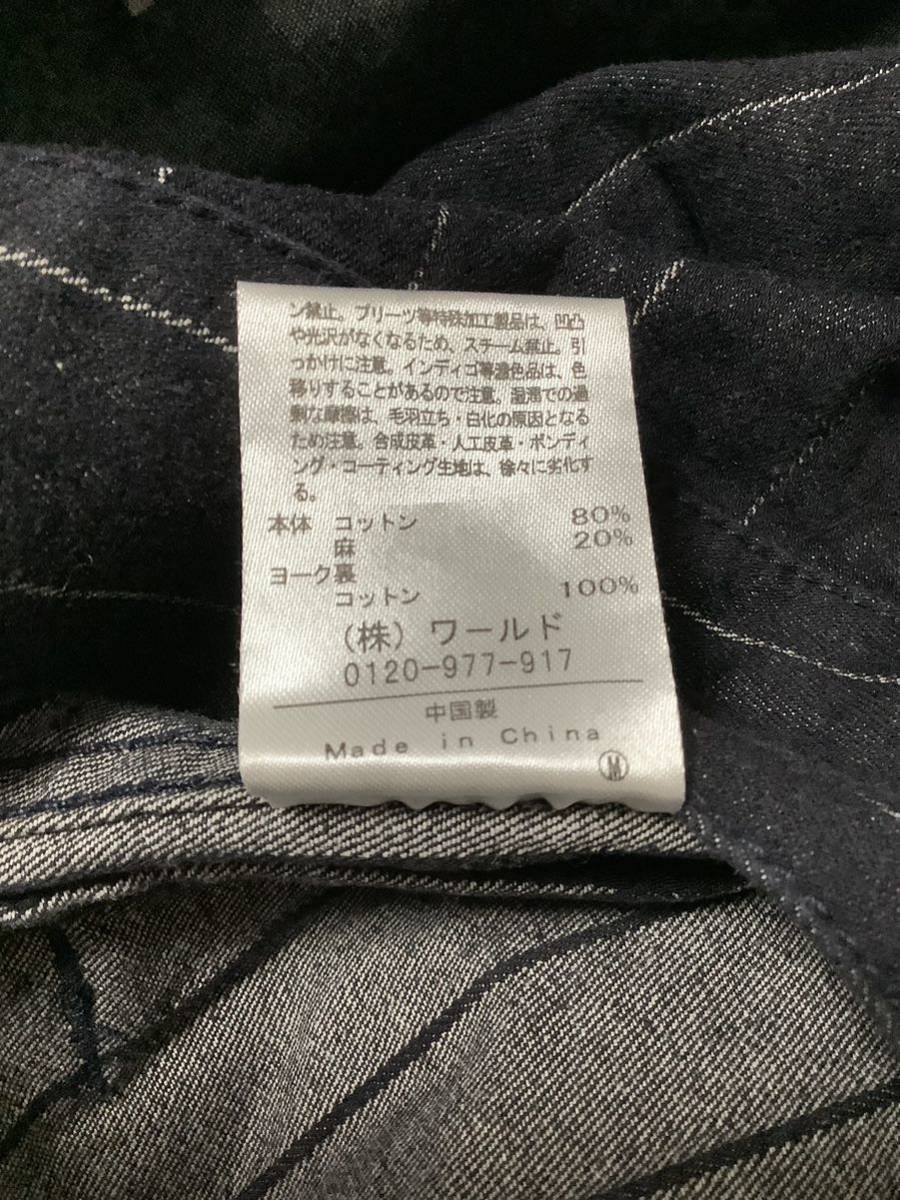 ン禁止。プリーツ等特殊加工製品は、凹凸
や光沢がなくなるため、スチーム禁止。引
っかけに注意。インディゴ等濃色品は、色
移りすることがあるので注意。湿潤での過
剰な摩擦は、毛羽立ち・白化の原因となる
ため注意。合成皮革・人工皮革・ボンディ
ング・コーティング生地は、徐々に劣化す
る。
本体 コットン 80%
麻 20%
ヨーク裏
コットン 100%
(株)ワールド
0120-977-917
中国製
Made in China
M